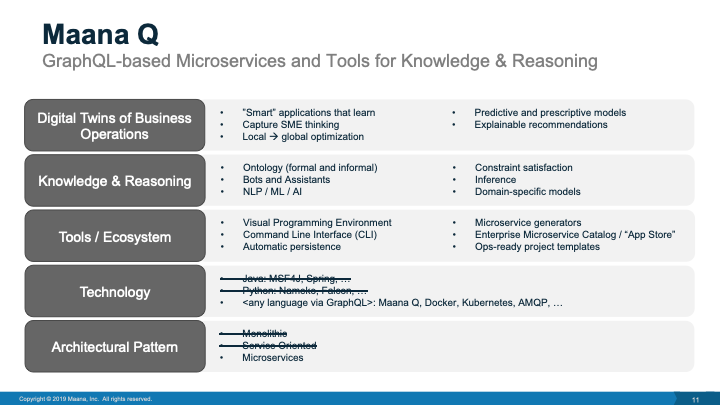 Maana Q
GraphQL-based Microservices and Tools for Knowledge & Reasoning
Digital Twins of Business
Operations
• "Smart" applications that learn
• Capture SME thinking
• Local → global optimization
• Predictive and prescriptive models
• Explainable recommendations
Knowledge & Reasoning
• Ontology (formal and informal)
• Bots and Assistants
• NLP / ML / AI
• Constraint satisfaction
• Inference
• Domain-specific models
Tools / Ecosystem
• Visual Programming Environment
• Command Line Interface (CLI)
• Automatic persistence
• Microservice generators
• Enterprise Microservice Catalog / “App Store”
• Ops-ready project templates
Technology
• Java: MSF4J, Spring, …
• Python: Nameko, Falcon, …
• <any language via GraphQL>: Maana Q, Docker, Kubernetes, AMQP, …
Architectural Pattern
• Monolithic
• Service Oriented
• Microservices
Copyright © 2019 Maana, Inc. All rights reserved.
11